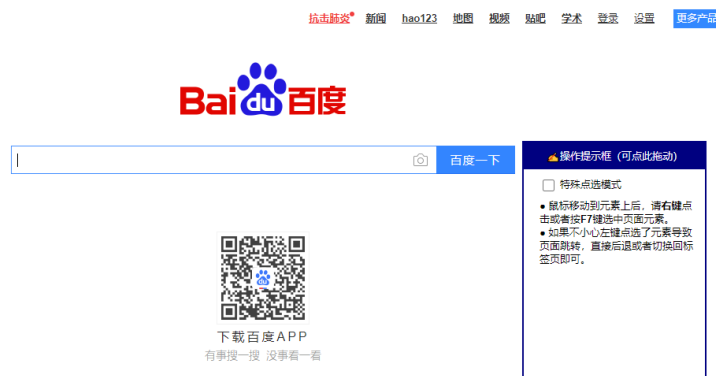 抗击肺炎 新闻 hao123 地图 视频 贴吧 学术 登录 设置 更多产品
Baidu百度
百度一下
✍操作提示框（可点此拖动）
特殊点选模式
● 鼠标移动到元素上后，请右键点
击或者按F7键选中页面元素。
● 如果不小心左键点选了元素导致
页面跳转，直接后退或者切换回标
签页即可。
du
下载百度APP
有事搜一搜 没事看一看